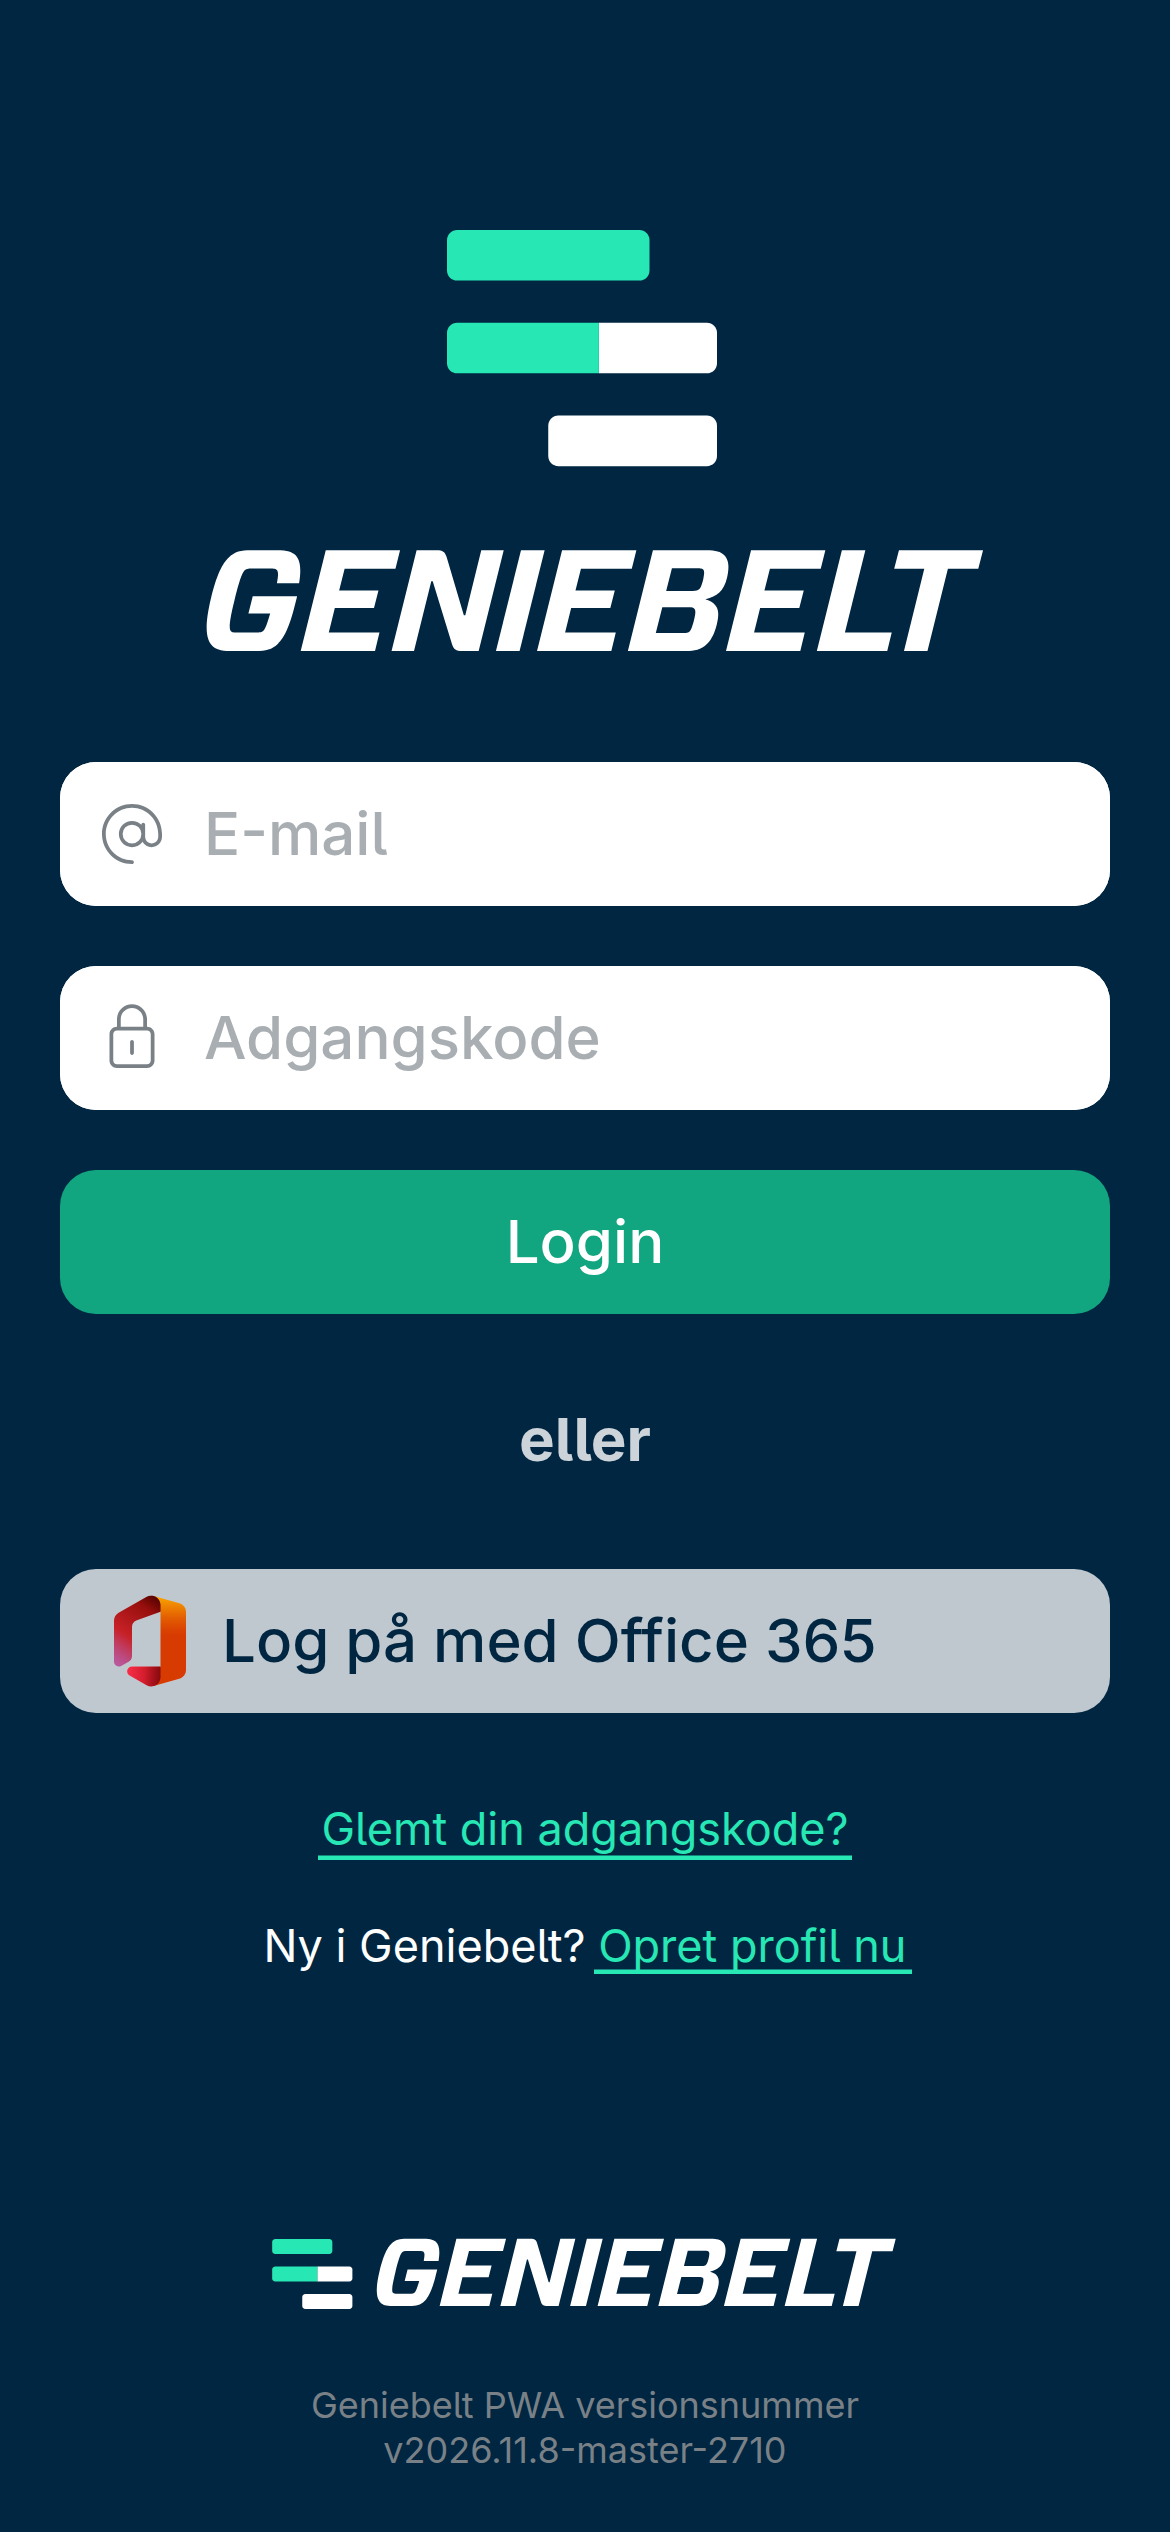 GENIEBELT
E-mail
Adgangskode
Login
eller
Log på med Office 365
Glemt din adgangskode?
Ny i Geniebelt? Opret profil nu
GENIEBELT
Geniebelt PWA versionsnummer
v2026.11.8-master-2710